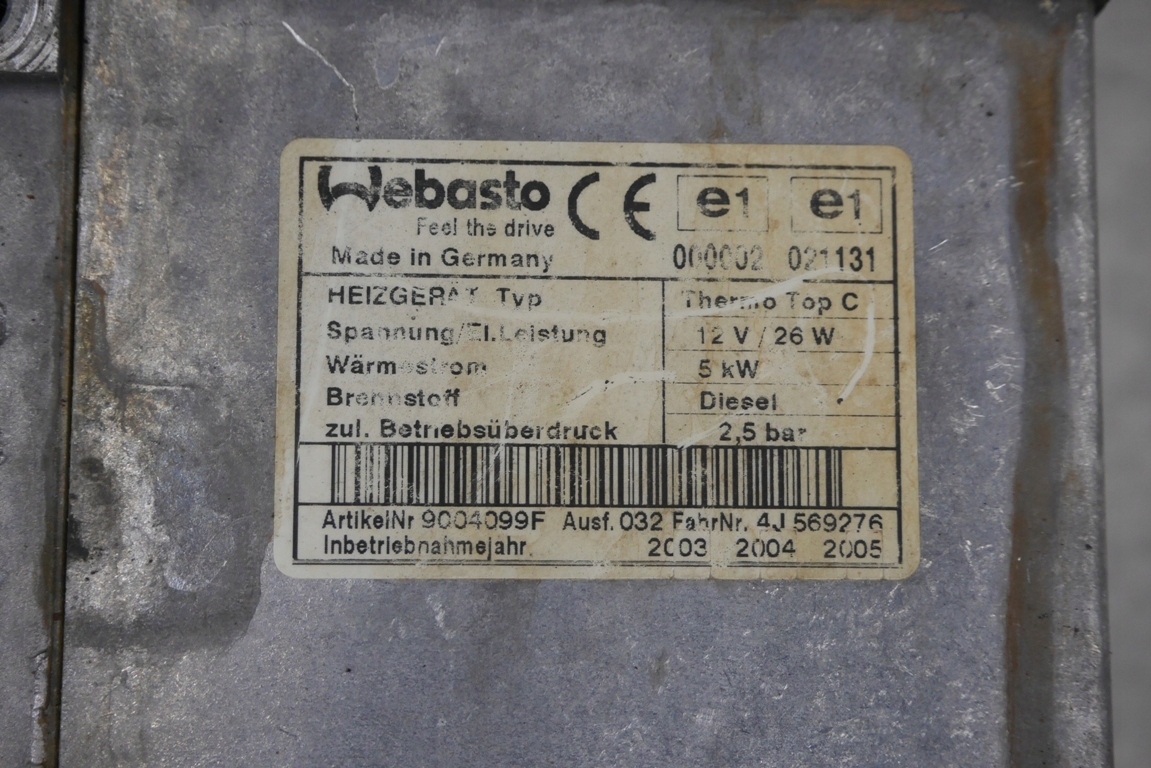 Webasto CE e1 e1
Feel the drive
Made in Germany 000002 021131
HEIZGERÄT Typ Thermo Top C
Spannung/El.Leistung 12 V / 26 W
Wärmestrom 5 kW
Brennstoff Diesel
zul. Betriebsüberdruck 2,5 bar
ArtikelNr 9004099F Ausf. 032 FahrNr. 4J 569276
Inbetriebnahmejahr 2003 2004 2005